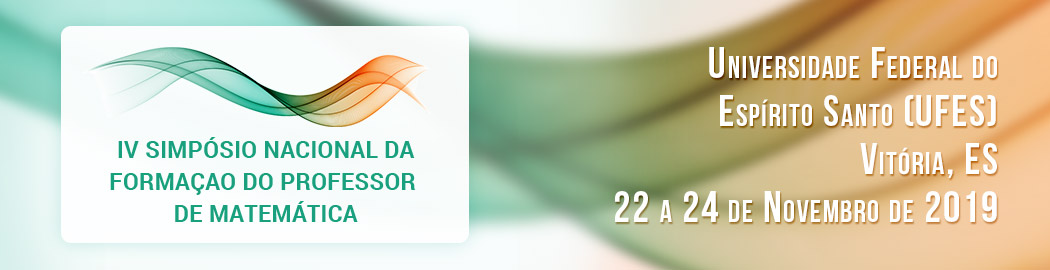 IV SIMPÓSIO NACIONAL DA
FORMAÇAO DO PROFESSOR
DE MATEMÁTICA
Universidade Federal do
Espírito Santo (UFES)
Vitória, ES
22 a 24 de Novembro de 2019